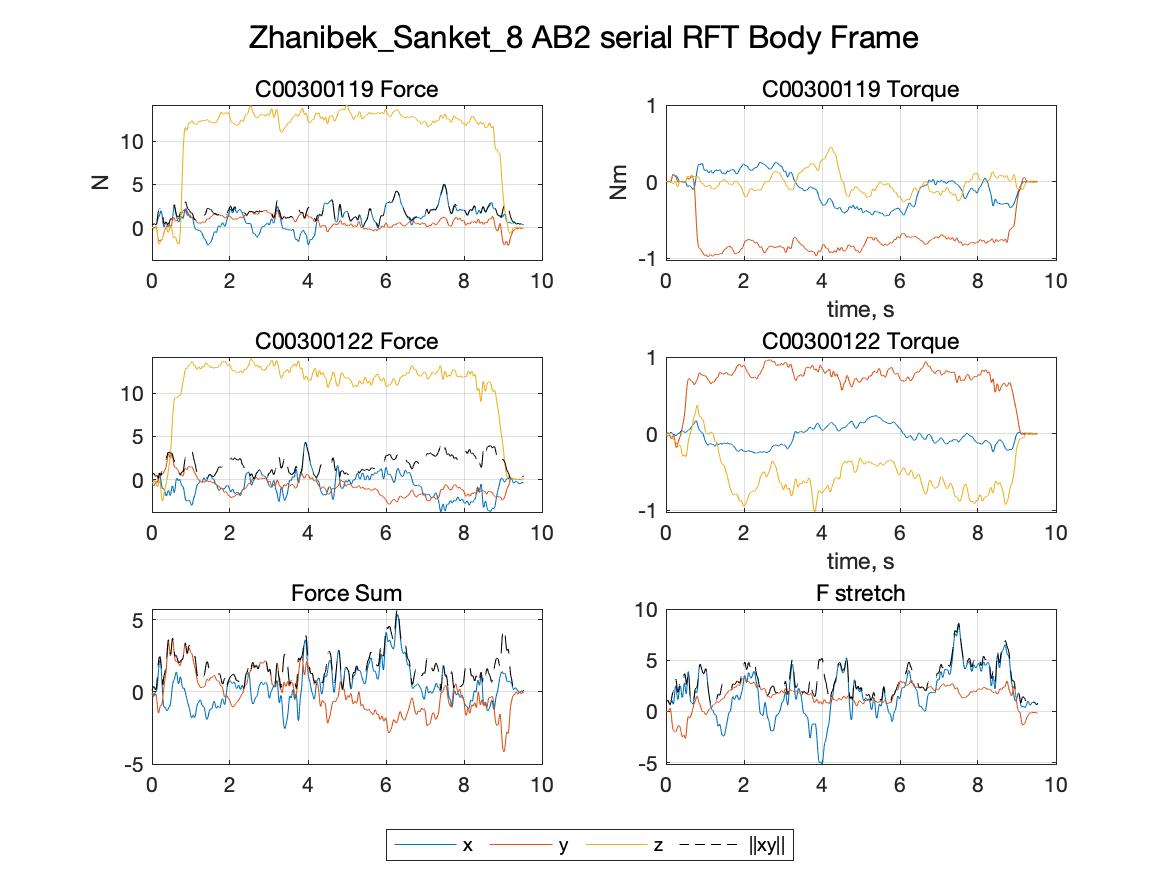 Zhanibek_Sanket_8 AB2 serial RFT Body Frame
C00300119 Force
N
10
5
0
0 2 4 6 8 10
C00300119 Torque
Nm
1
0
-1
0 2 4 6 8 10
time, s
C00300122 Force
10
5
0
0 2 4 6 8 10
C00300122 Torque
1
0
-1
0 2 4 6 8 10
time, s
Force Sum
5
0
-5
0 2 4 6 8 10
F stretch
10
5
0
-5
0 2 4 6 8 10
x y z ||xy||